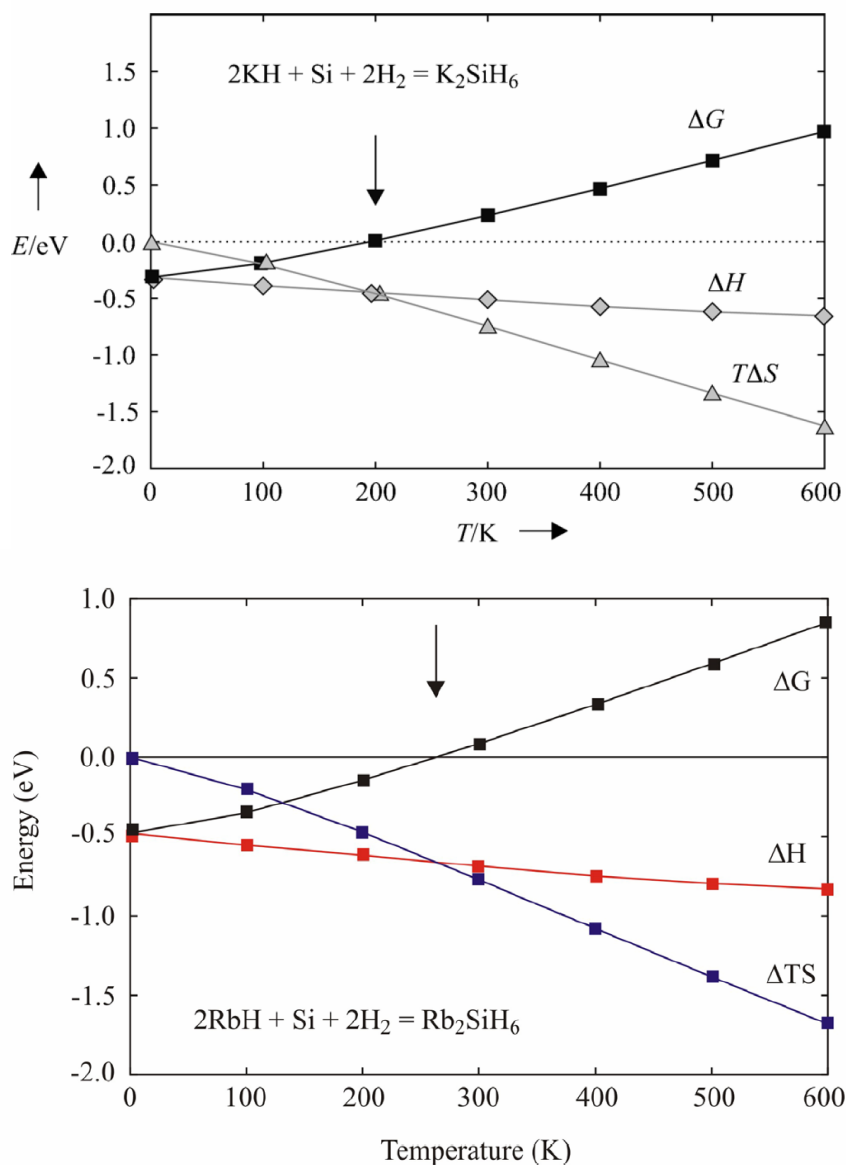 1.5
2KH + Si + 2H₂ = K₂SiH₆
1.0
ΔG
0.5
E/eV
0.0
ΔH
-0.5
-1.0
TΔS
-1.5
-2.0
0 100 200 300 400 500 600
T/K
1.0
0.5
ΔG
0.0
Energy (eV)
-0.5
ΔH
-1.0
ΔTS
-1.5
2RbH + Si + 2H₂ = Rb₂SiH₆
-2.0
0 100 200 300 400 500 600
Temperature (K)